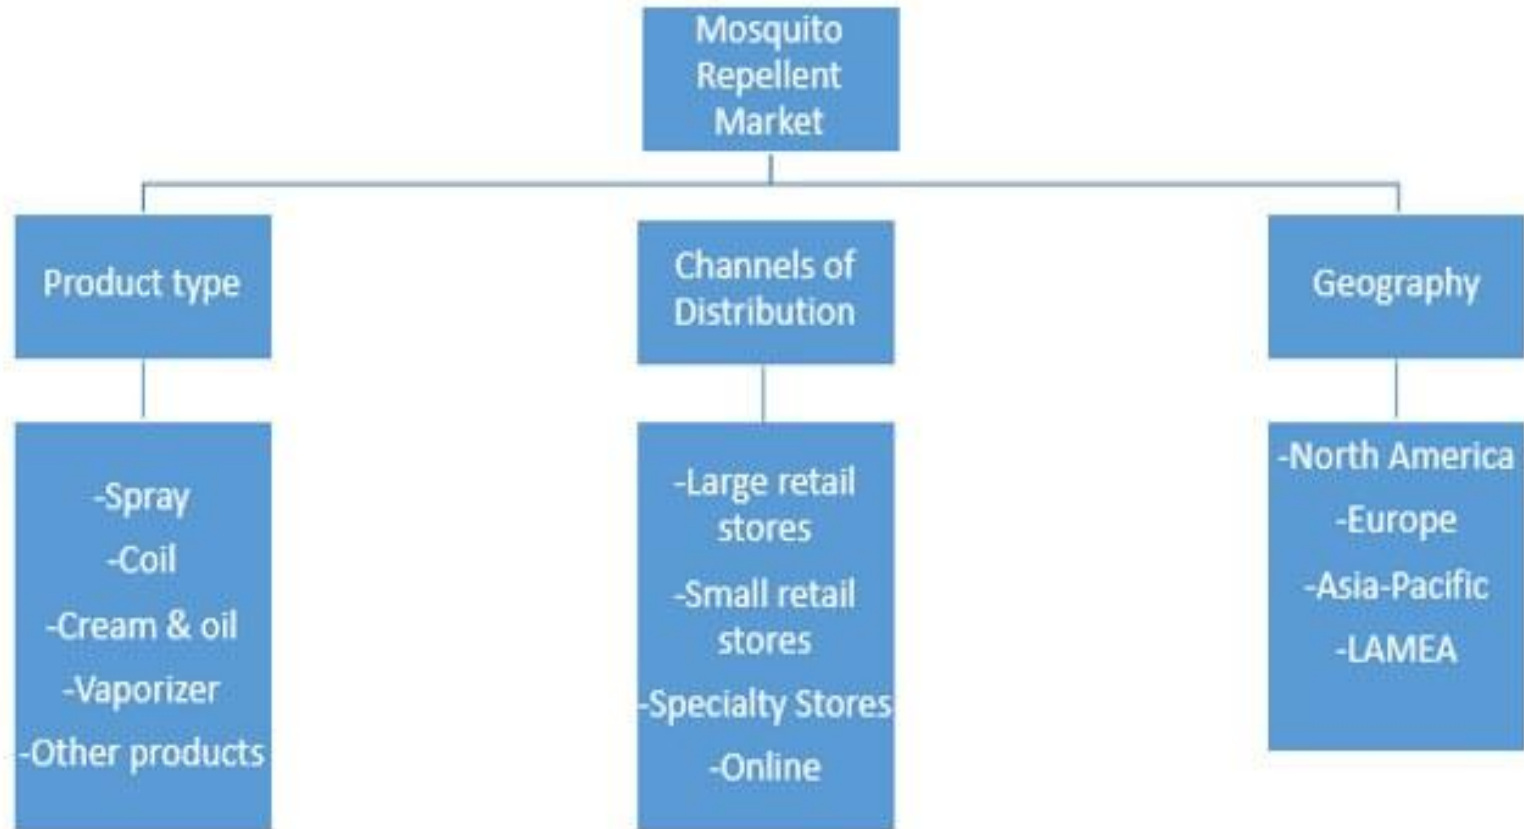 Mosquito
Repellent
Market
Product type
Channels of
Distribution
Geography
-Spray
-Coil
-Cream & oil
-Vaporizer
-Other products
-Large retail
stores
-Small retail
stores
-Specialty Stores
-Online
-North America
-Europe
-Asia-Pacific
-LAMEA